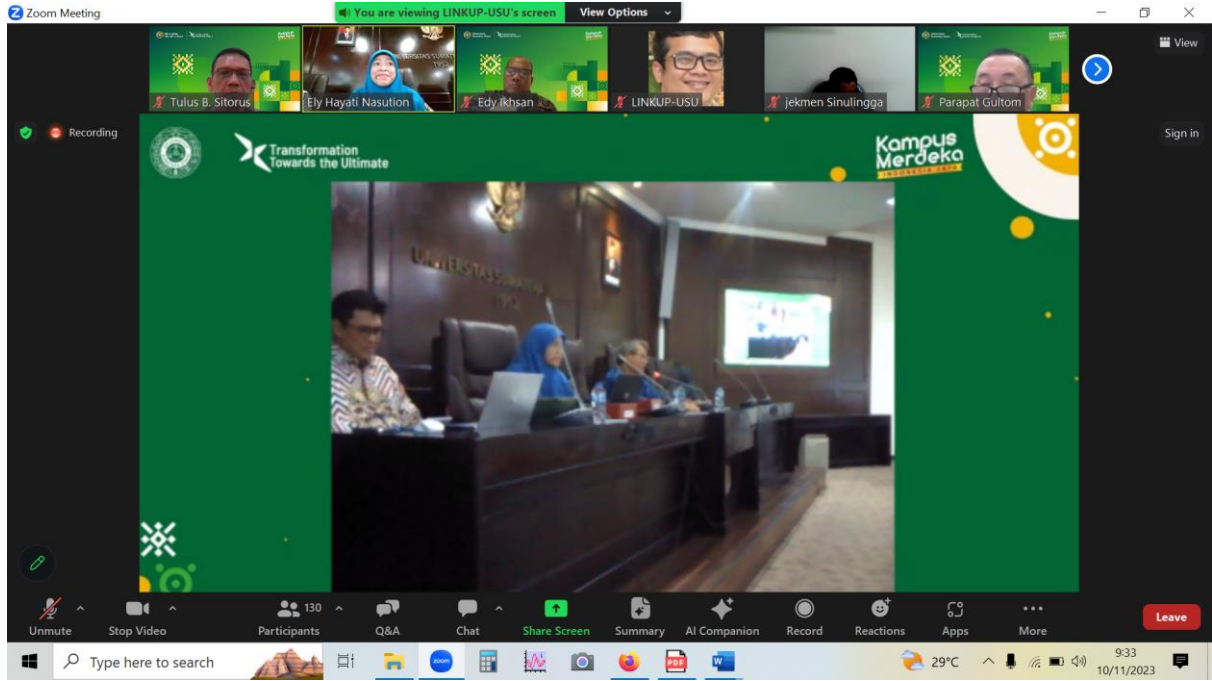 Zoom Meeting
You are viewing LINKUP-USU's screen
View Options
View
Tulus B. Sitorus
Ely Hayati Nasution
Edy Ikhsan
LINKUP-USU
jekmen Sinulingga
Parapat Gultom
Recording
Sign in
Transformation
Towards the Ultimate
Kampus
Merdeka
INDONESIA JAYA
UNIVERSITAS SUMATERA
Unmute
Stop Video
Participants
130
Q&A
Chat
Share Screen
Summary
AI Companion
Record
Reactions
Apps
More
Leave
Type here to search
29°C
9:33
10/11/2023